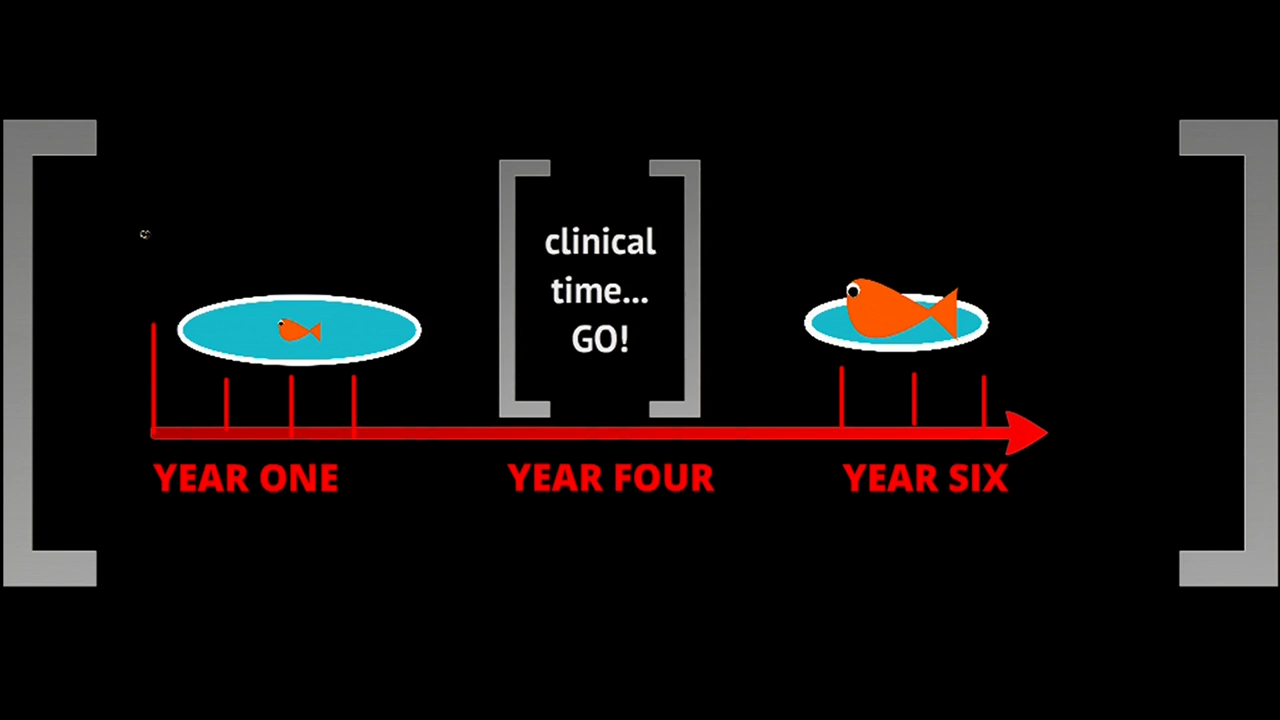 clinical
time...
GO!
YEAR ONE
YEAR FOUR
YEAR SIX